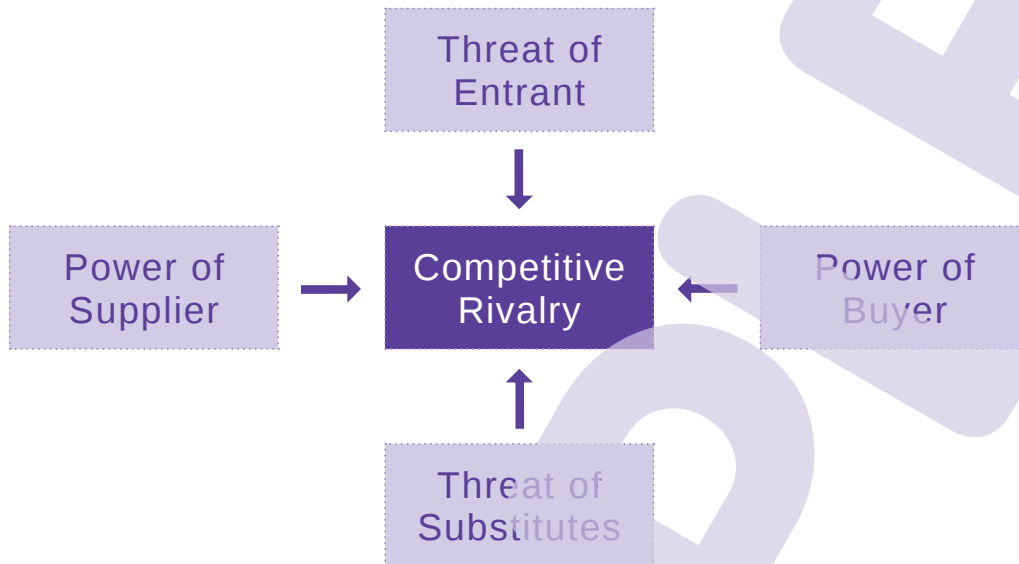 Threat of
Entrant
Power of
Supplier
Competitive
Rivalry
Power of
Buyer
Threat of
Substitutes